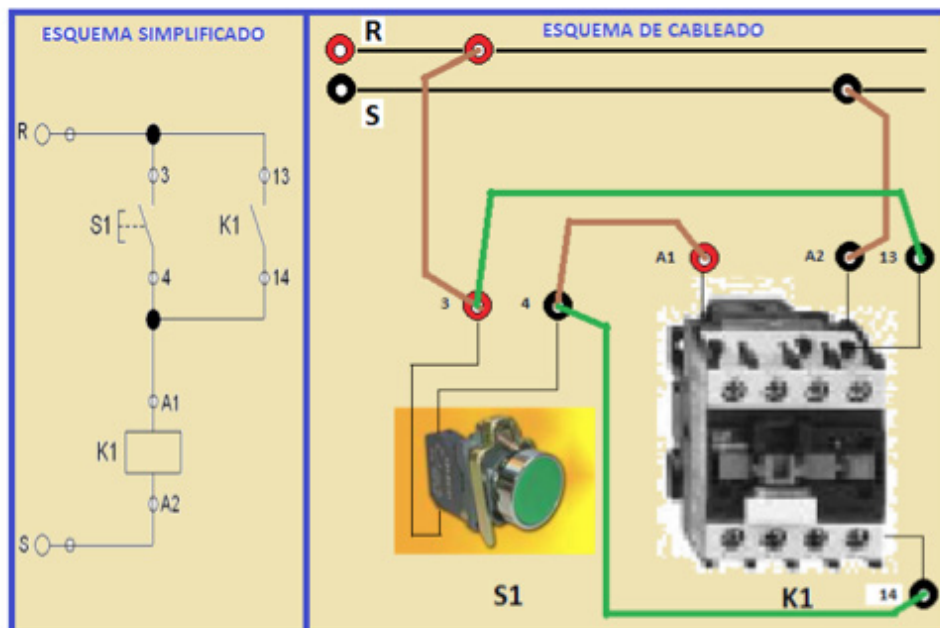 ESQUEMA SIMPLIFICADO
R
3
13
S1
K1
4
14
A1
K1
A2
S
ESQUEMA DE CABLEADO
R
S
A1
A2
13
3
4
14
S1
K1